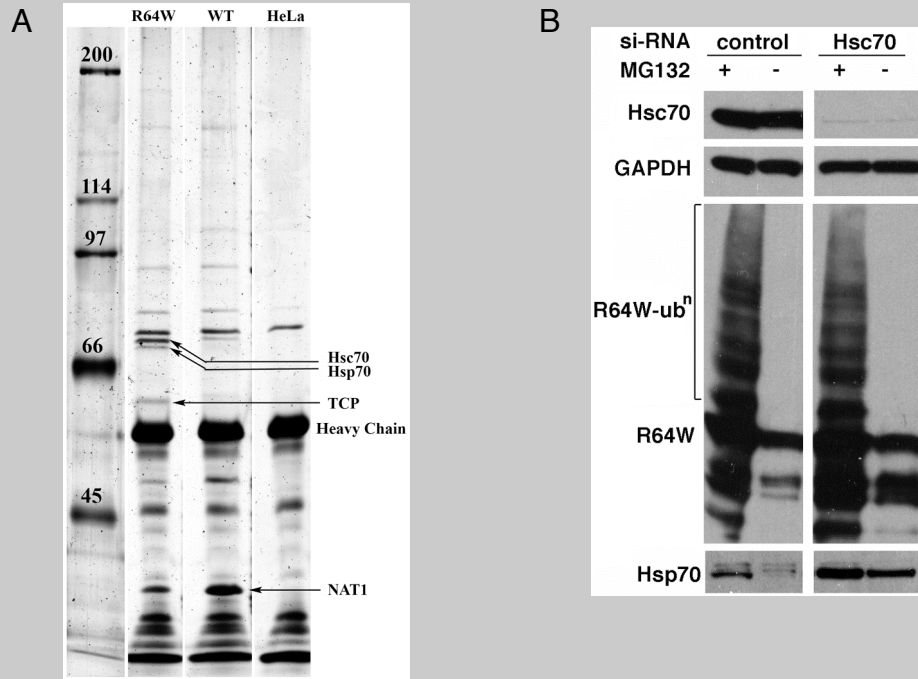 A
R64W WT HeLa
200
114
97
66
45
Hsc70
Hsp70
TCP
Heavy Chain
NAT1
B
si-RNA control Hsc70
MG132 + - + -
Hsc70
GAPDH
R64W-ubⁿ
R64W
Hsp70